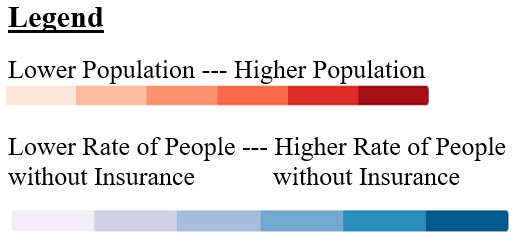 Legend
Lower Population --- Higher Population
Lower Rate of People --- Higher Rate of People
without Insurance without Insurance